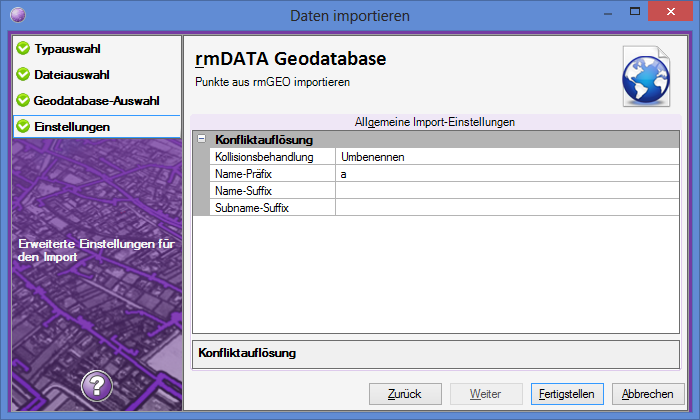 Daten importieren
Typauswahl
Dateiauswahl
Geodatabase-Auswahl
Einstellungen
Erweiterte Einstellungen für
den Import
?
rmDATA Geodatabase
Punkte aus rmGEO importieren
Allgemeine Import-Einstellungen
Konfliktauflösung
Kollisionsbehandlung Umbenennen
Name-Präfix a
Name-Suffix
Subname-Suffix
Konfliktauflösung
Zurück Weiter Fertigstellen Abbrechen